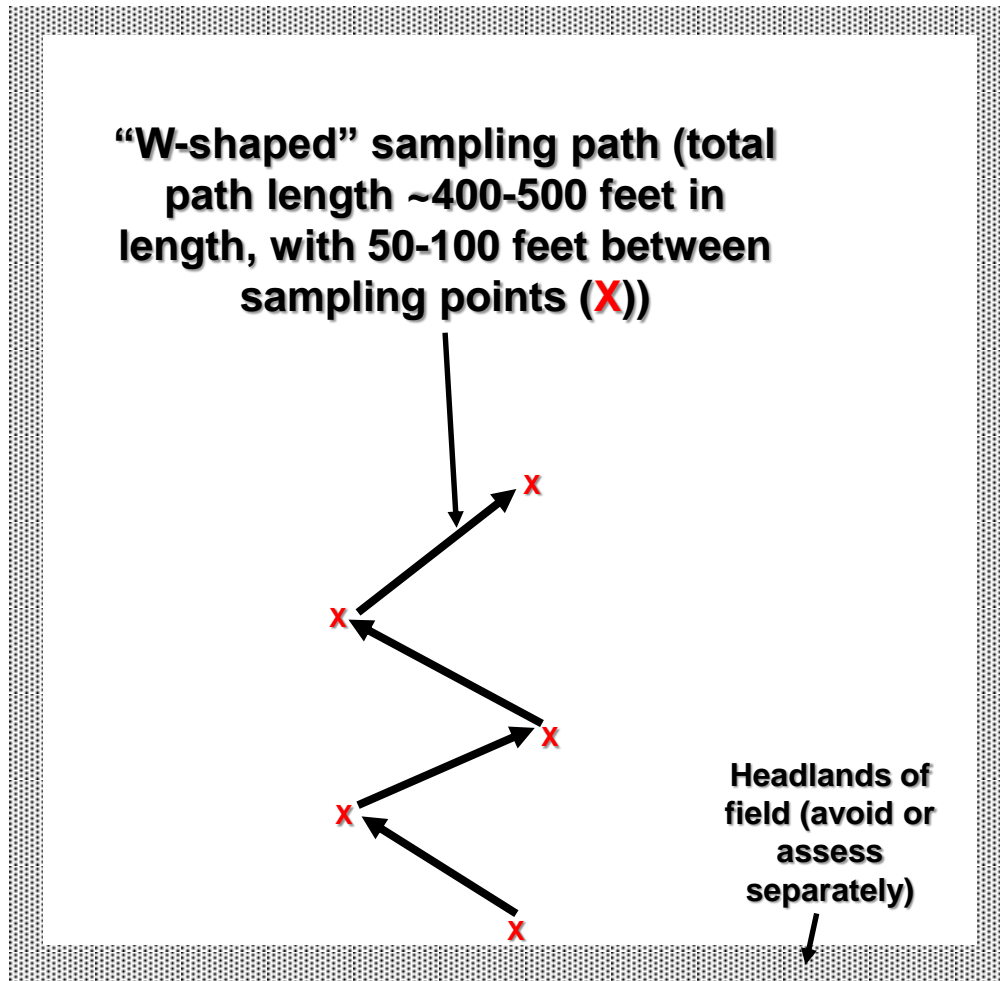 “W-shaped” sampling path (total
path length ~400-500 feet in
length, with 50-100 feet between
sampling points (X))
X
X
X
X
X
Headlands of
field (avoid or
assess
separately)